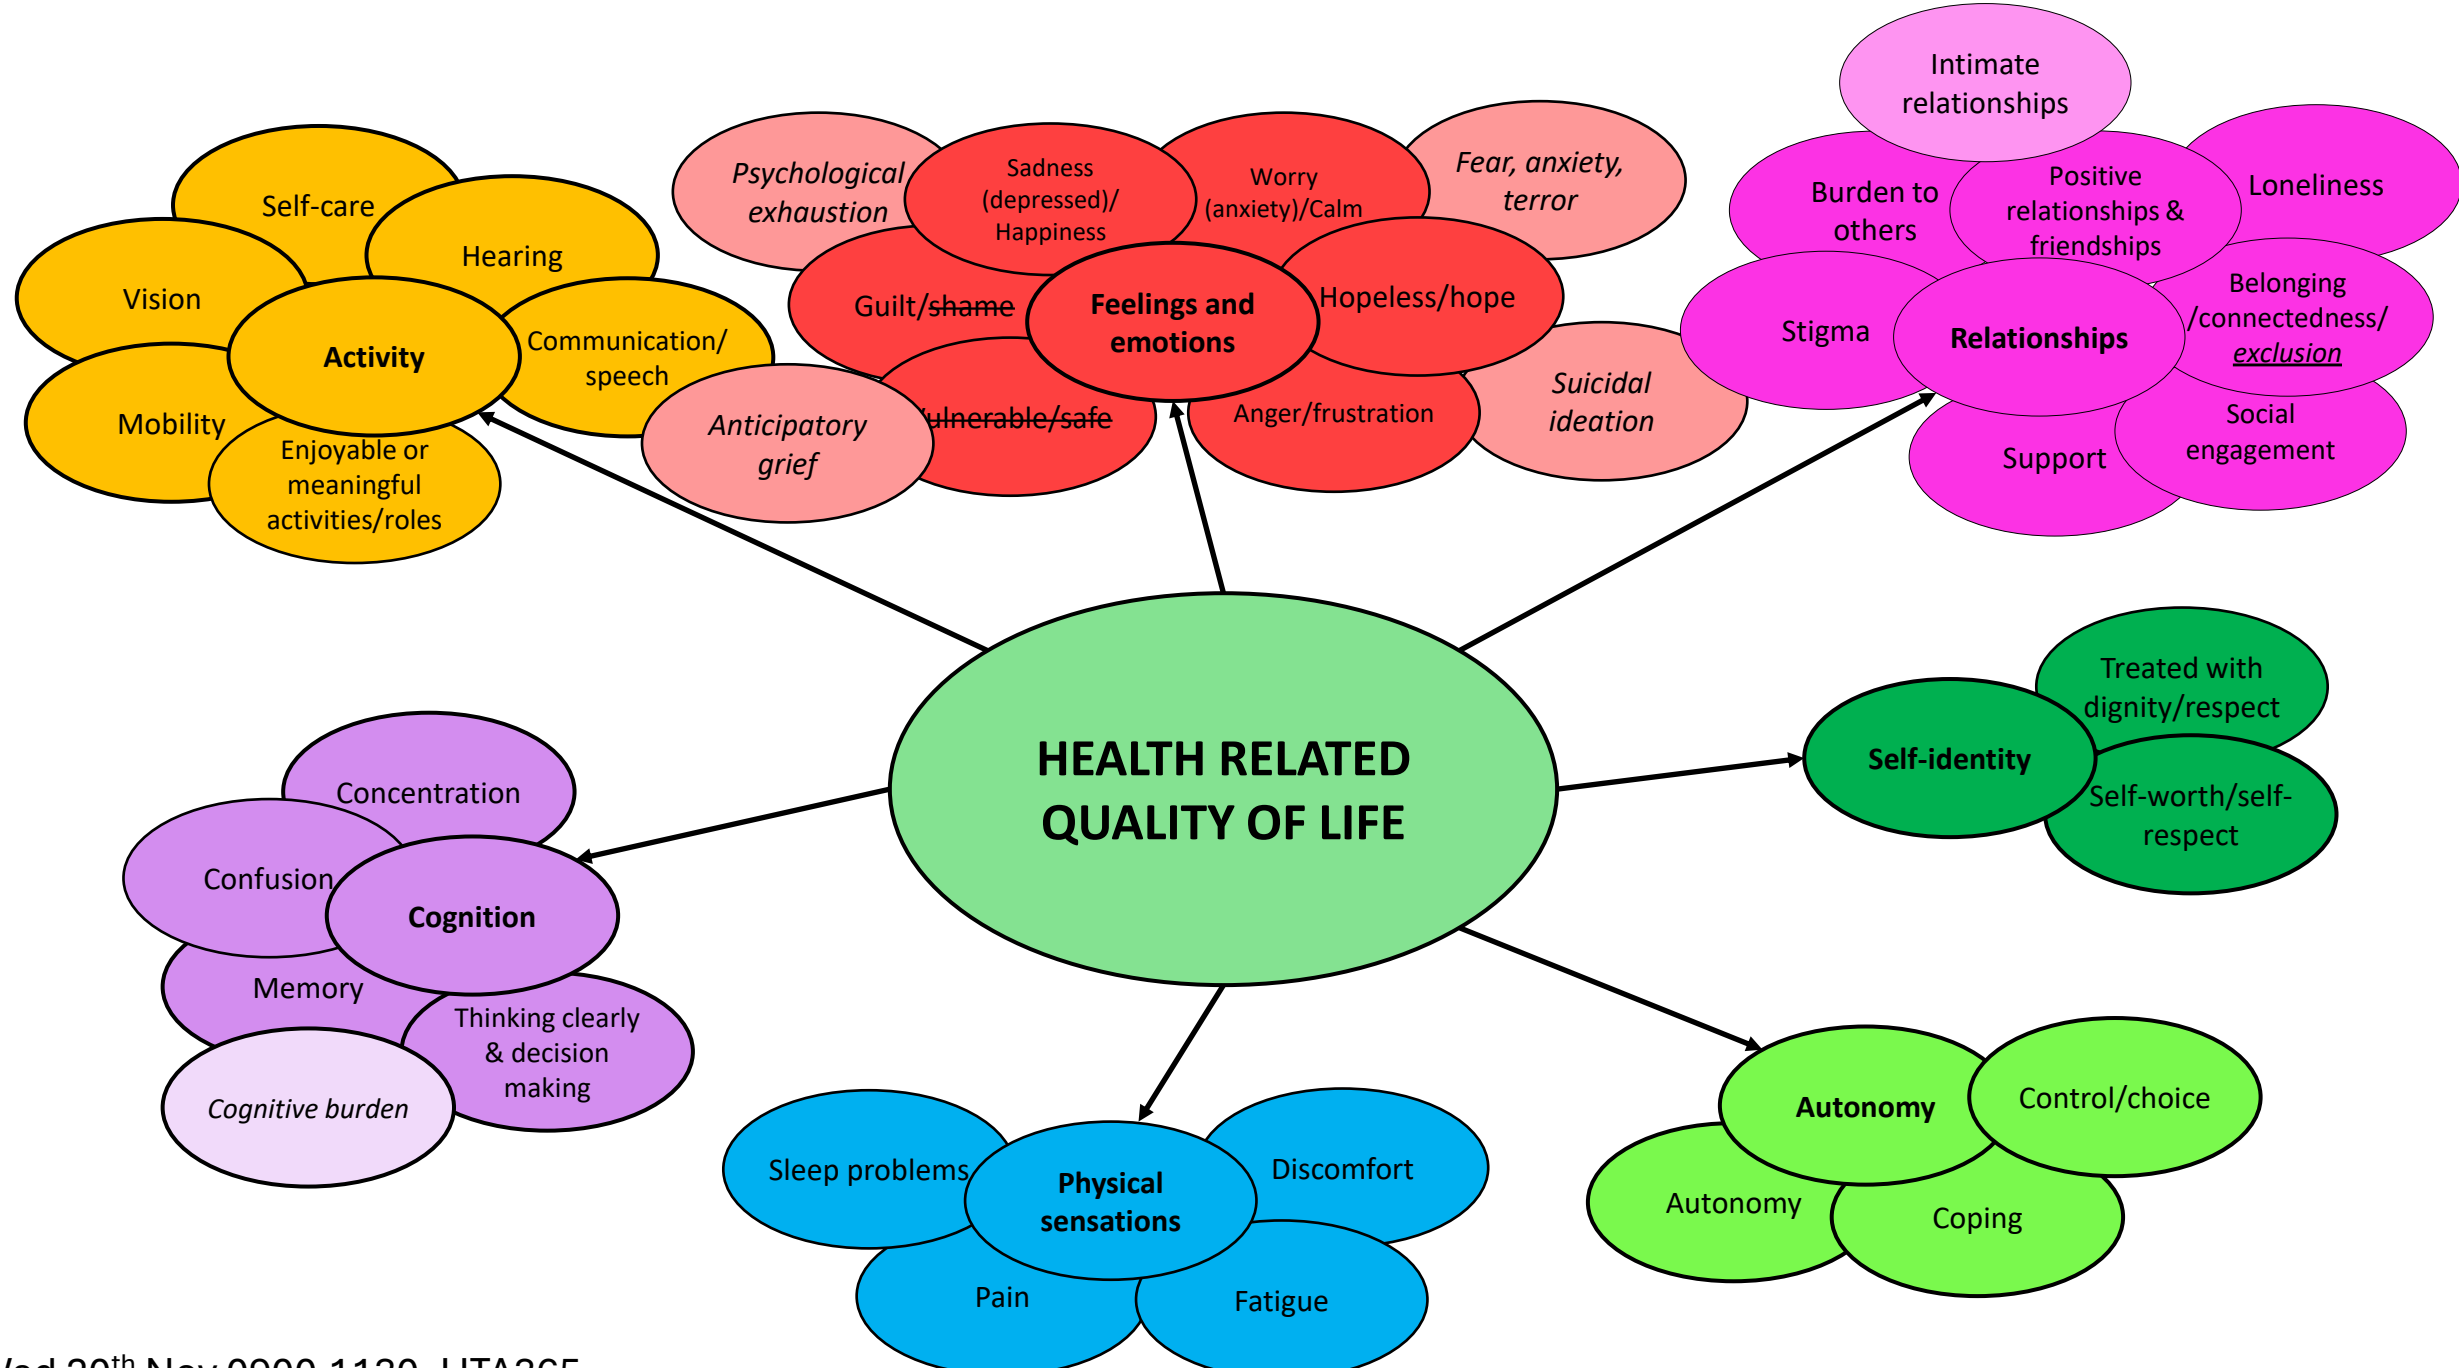 Intimate
relationships
Self-care
Hearing
Vision
Communication/
speech
Activity
Mobility
Enjoyable or
meaningful
activities/roles
Psychological
exhaustion
Sadness
(depressed)/
Happiness
Worry
(anxiety)/Calm
Fear, anxiety,
terror
Guilt/shame
Feelings and
emotions
Hopeless/hope
Anticipatory
grief
ulnerable/safe
Anger/frustration
Suicidal
ideation
Burden to
others
Positive
relationships &
friendships
Loneliness
Stigma
Relationships
Belonging
/connectedness/
exclusion
Support
Social
engagement
HEALTH RELATED
QUALITY OF LIFE
Treated with
dignity/respect
Self-identity
Self-worth/self-
respect
Concentration
Confusion
Cognition
Memory
Thinking clearly
& decision
making
Cognitive burden
Sleep problems
Physical
sensations
Discomfort
Pain
Fatigue
Autonomy
Control/choice
Autonomy
Coping
Nov